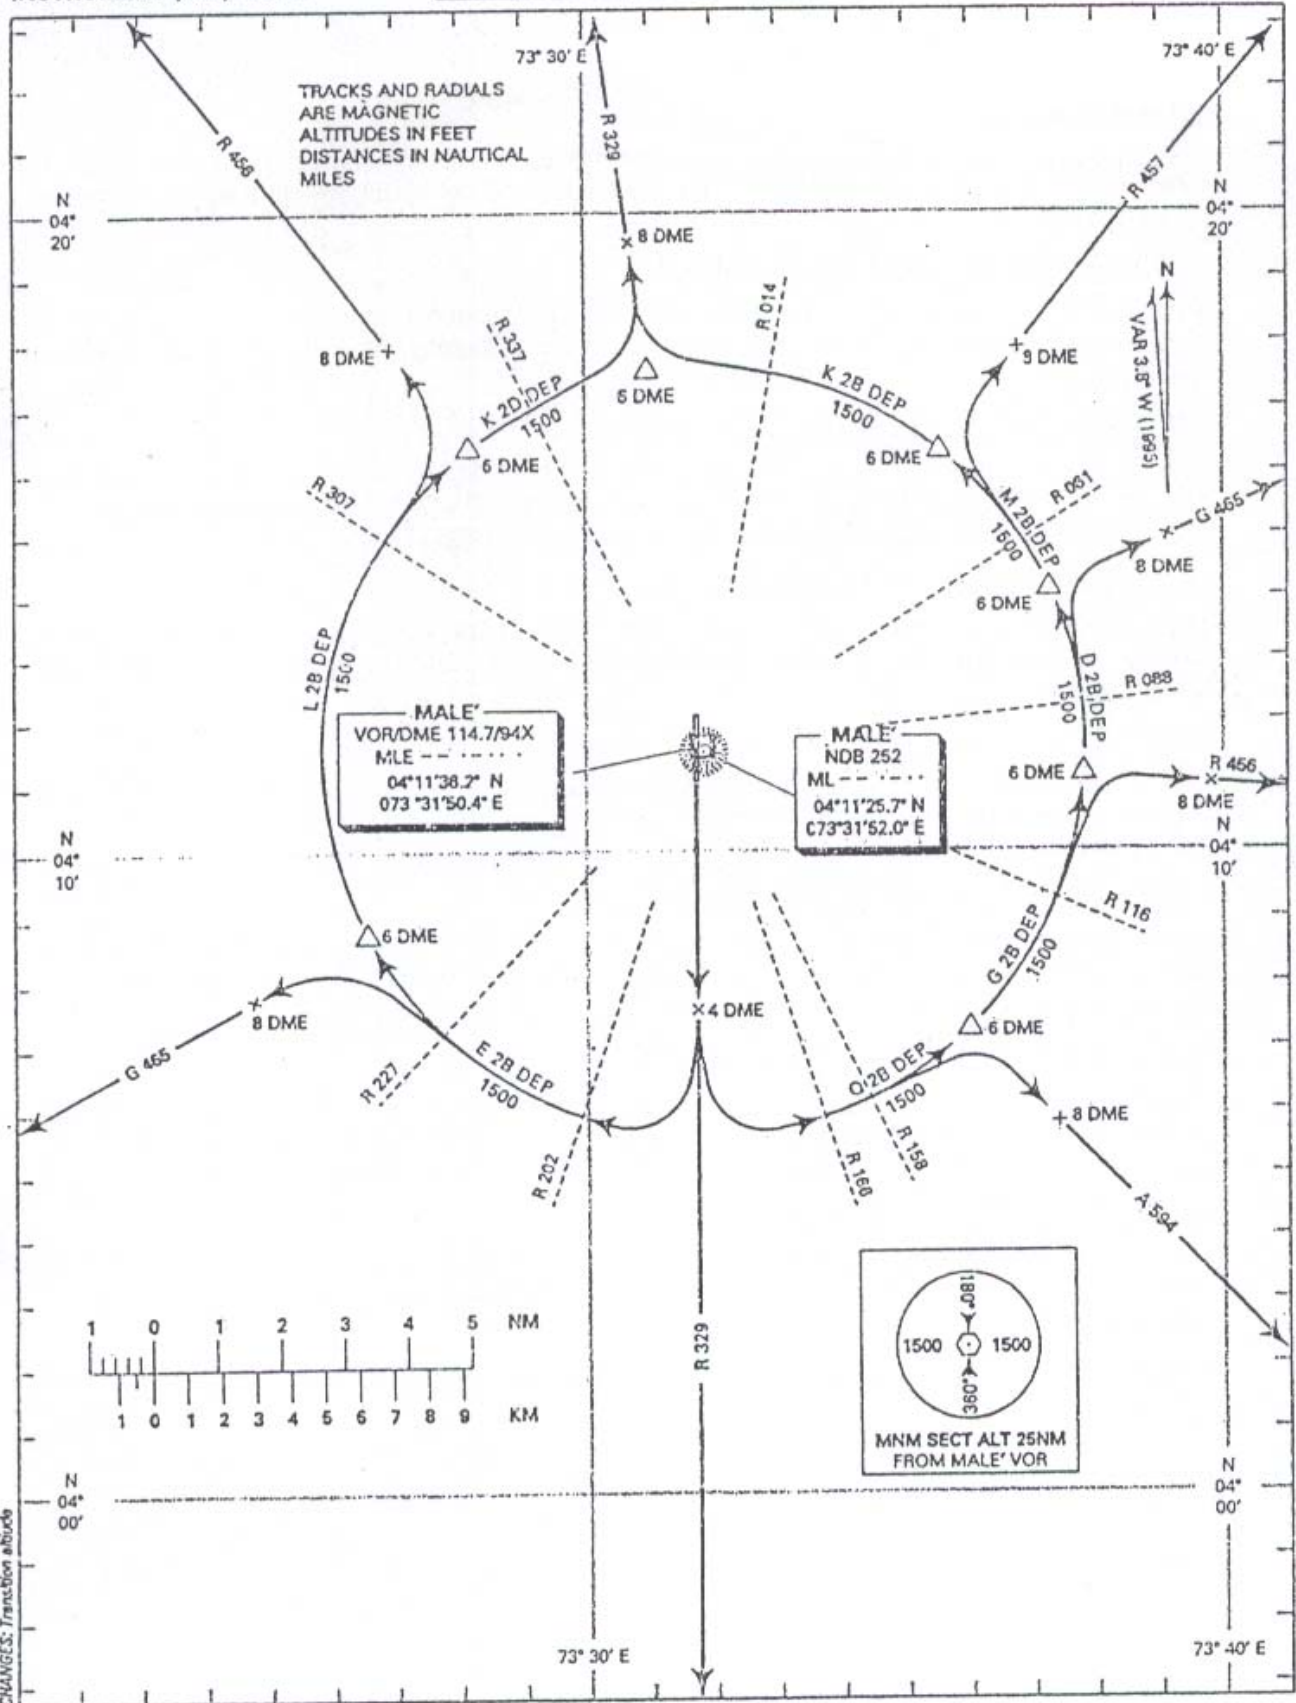 73° 30' E
73° 40' E
TRACKS AND RADIALS
ARE MAGNETIC
ALTITUDES IN FEET
DISTANCES IN NAUTICAL
MILES
R 456
R 329
R 457
N
04°
20'
N
04°
20'
8 DME
R 014
N
VAR 3.8° W (1995)
R 337
8 DME
K 2D DEP
1500
6 DME
K 2B DEP
1500
9 DME
6 DME
6 DME
R 307
M 2B DEP
1500
R 061
G 465
8 DME
6 DME
L 2B DEP
1500
D 2B DEP
1500
R 088
MALE'
VOR/DME 114.7/94X
MLE -- ·-·· ·
04°11'36.2" N
073°31'50.4" E
MALE'
NDB 252
ML -- ·-··
04°11'25.7" N
C73°31'52.0" E
6 DME
R 456
8 DME
N
04°
10'
N
04°
10'
R 116
6 DME
G 2B DEP
1500
8 DME
4 DME
6 DME
G 465
R 227
E 2B DEP
1500
O 2B DEP
1500
8 DME
R 202
R 166
R 158
A 594
1 0 1 2 3 4 5 NM
1 0 1 2 3 4 5 6 7 8 9 KM
R 329
180°
1500 1500
360°
MNM SECT ALT 25NM
FROM MALE' VOR
N
04°
00'
N
04°
00'
73° 30' E
73° 40' E
CHANGES: Transition altitude